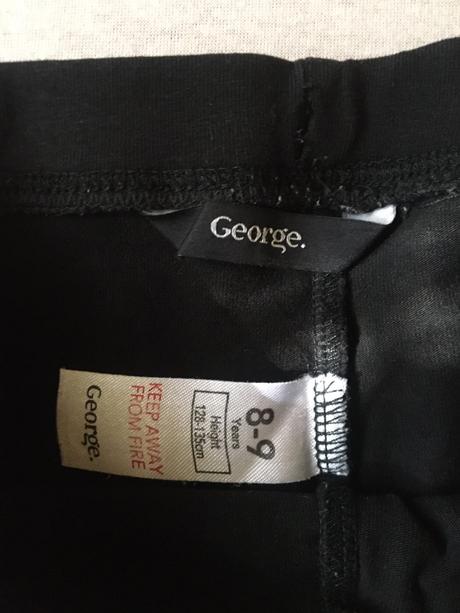 George.
8-9
Years
Height
128-135cm
KEEP AWAY
FROM FIRE
George.